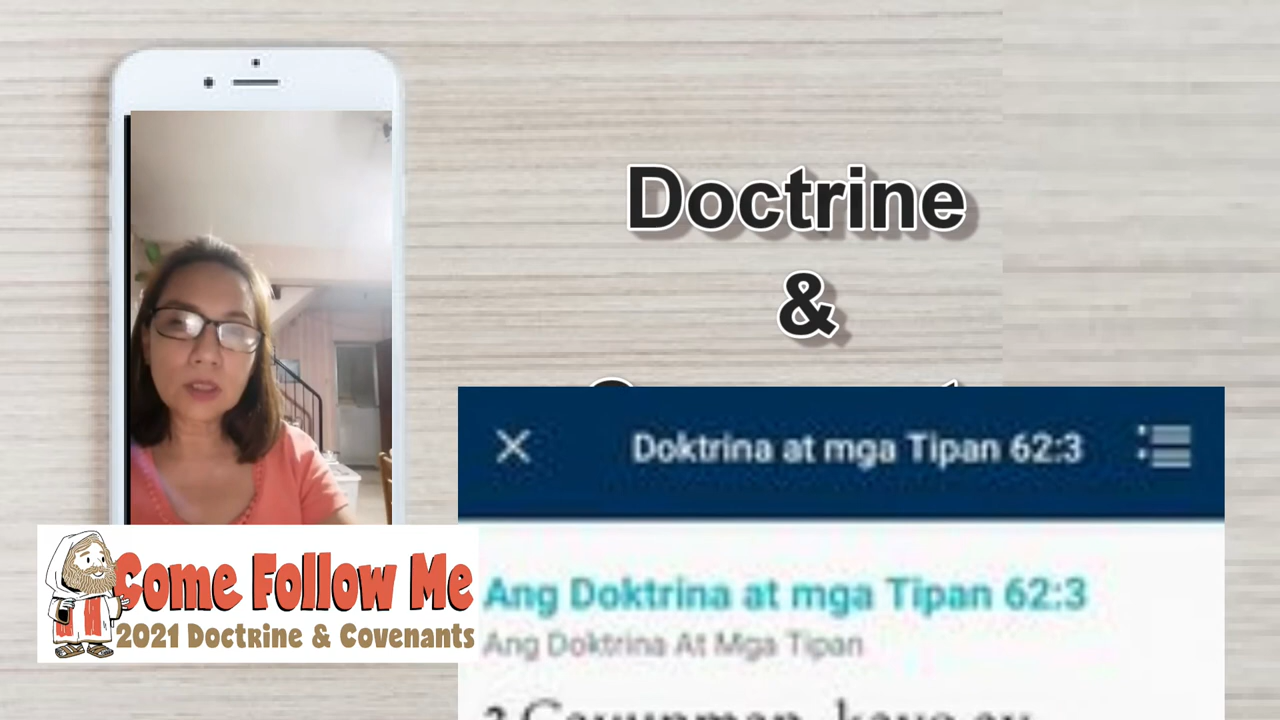 Doctrine
&
Doktrina at mga Tipan 62:3
Ang Doktrina at mga Tipan 62:3
Ang Doktrina At Mga Tipan
Come Follow Me
2021 Doctrine & Covenants